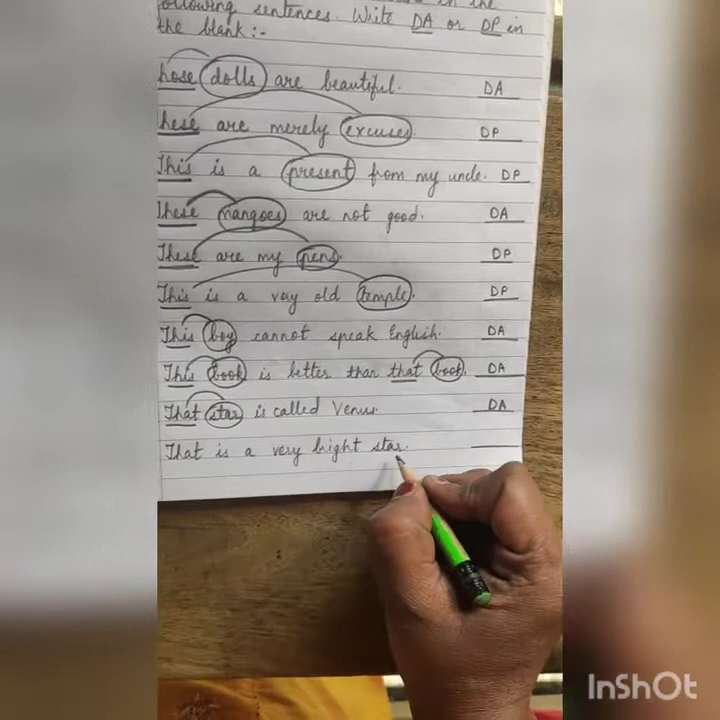 following sentences. Write DA or DP in
the blank:-
hose dolls are beautiful. DA
hese are merely excuses. DP
This is a present from my uncle. DP
These mangoes are not good. DA
These are my pens. DP
This is a very old temple. DP
This boy cannot speak English. DA
This book is better than that book. DA
That star is called Venus. DA
That is a very bright star.
InShOt